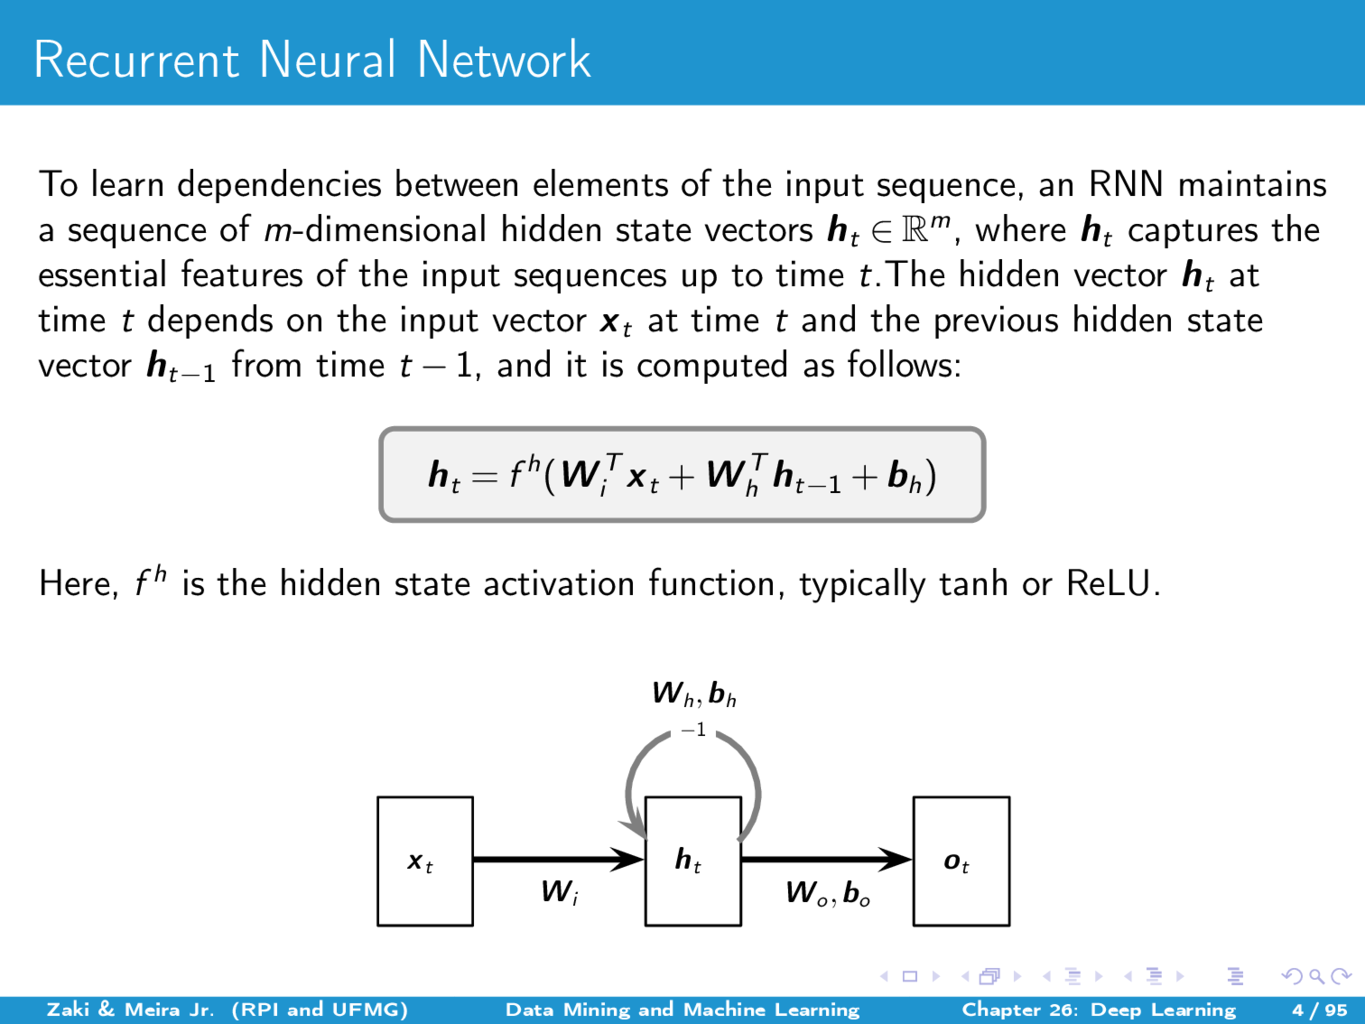 Recurrent Neural Network
To learn dependencies between elements of the input sequence, an RNN maintains
a sequence of m-dimensional hidden state vectors h_t ∈ ℝ^m, where h_t captures the
essential features of the input sequences up to time t.The hidden vector h_t at
time t depends on the input vector x_t at time t and the previous hidden state
vector h_{t−1} from time t − 1, and it is computed as follows:
h_t = f^h(W_i^T x_t + W_h^T h_{t−1} + b_h)
Here, f^h is the hidden state activation function, typically tanh or ReLU.
W_h, b_h
−1
x_t
h_t
o_t
W_i
W_o, b_o
Zaki & Meira Jr. (RPI and UFMG)
Data Mining and Machine Learning
Chapter 26: Deep Learning
4 / 95